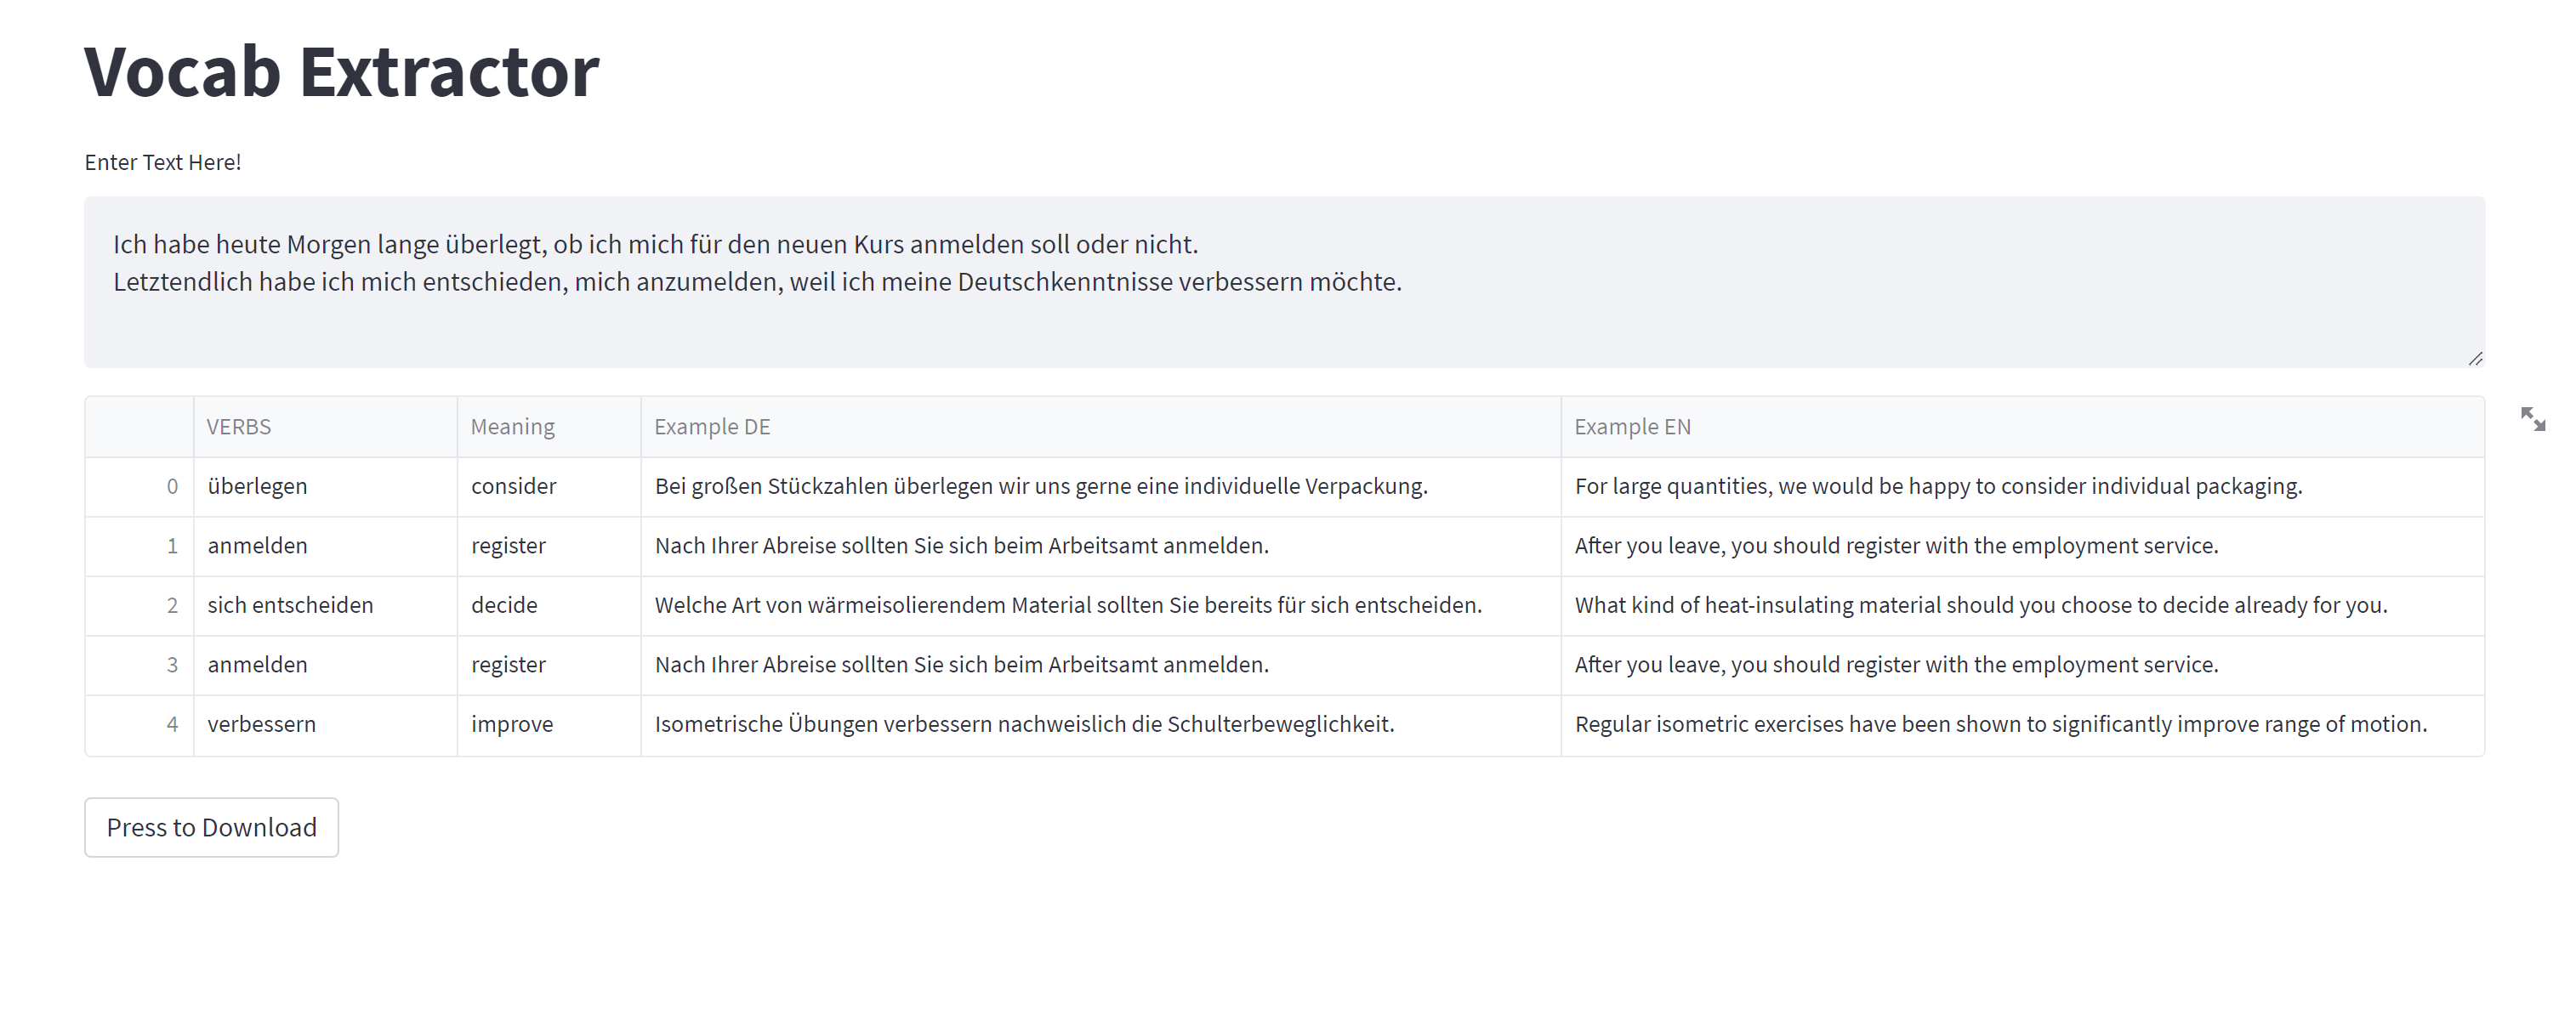 Vocab Extractor
Enter Text Here!
Ich habe heute Morgen lange überlegt, ob ich mich für den neuen Kurs anmelden soll oder nicht.
Letztendlich habe ich mich entschieden, mich anzumelden, weil ich meine Deutschkenntnisse verbessern möchte.
VERBS Meaning Example DE Example EN
0 überlegen consider Bei großen Stückzahlen überlegen wir uns gerne eine individuelle Verpackung. For large quantities, we would be happy to consider individual packaging.
1 anmelden register Nach Ihrer Abreise sollten Sie sich beim Arbeitsamt anmelden. After you leave, you should register with the employment service.
2 sich entscheiden decide Welche Art von wärmeisolierendem Material sollten Sie bereits für sich entscheiden. What kind of heat-insulating material should you choose to decide already for you.
3 anmelden register Nach Ihrer Abreise sollten Sie sich beim Arbeitsamt anmelden. After you leave, you should register with the employment service.
4 verbessern improve Isometrische Übungen verbessern nachweislich die Schulterbeweglichkeit. Regular isometric exercises have been shown to significantly improve range of motion.
Press to Download